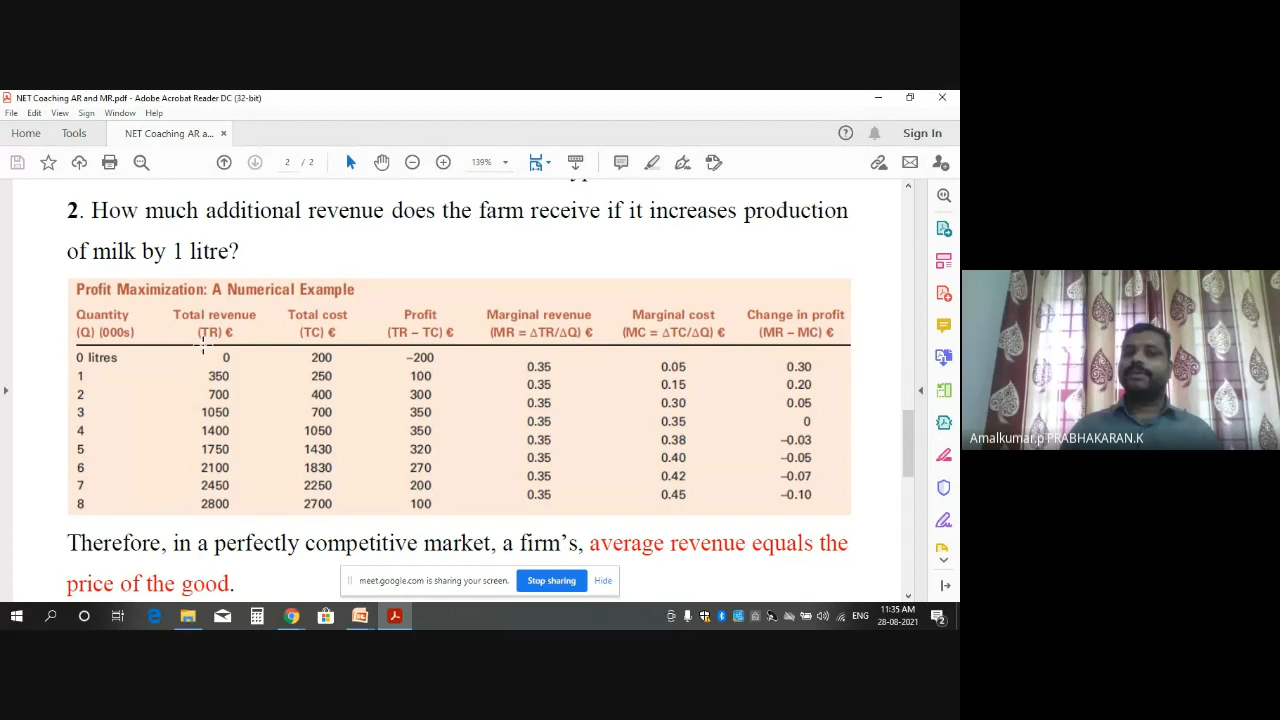 NET Coaching AR and MR.pdf - Adobe Acrobat Reader DC (32-bit)
File Edit View Sign Window Help
Home Tools NET Coaching AR a... × Sign In
2 / 2 139%
2. How much additional revenue does the farm receive if it increases production
of milk by 1 litre?
Profit Maximization: A Numerical Example
Quantity Total revenue Total cost Profit Marginal revenue Marginal cost Change in profit
(Q) (000s) (TR) € (TC) € (TR – TC) € (MR = ΔTR/ΔQ) € (MC = ΔTC/ΔQ) € (MR – MC) €
0 litres 0 200 –200
0.35 0.05 0.30
1 350 250 100
0.35 0.15 0.20
2 700 400 300
0.35 0.30 0.05
3 1050 700 350
0.35 0.35 0
4 1400 1050 350
0.35 0.38 –0.03
5 1750 1430 320
0.35 0.40 –0.05
6 2100 1830 270
0.35 0.42 –0.07
7 2450 2250 200
0.35 0.45 –0.10
8 2800 2700 100
Therefore, in a perfectly competitive market, a firm's, average revenue equals the
price of the good.
meet.google.com is sharing your screen. Stop sharing Hide
ENG 11:35 AM
28-08-2021
2
Amalkumar.p PRABHAKARAN.K